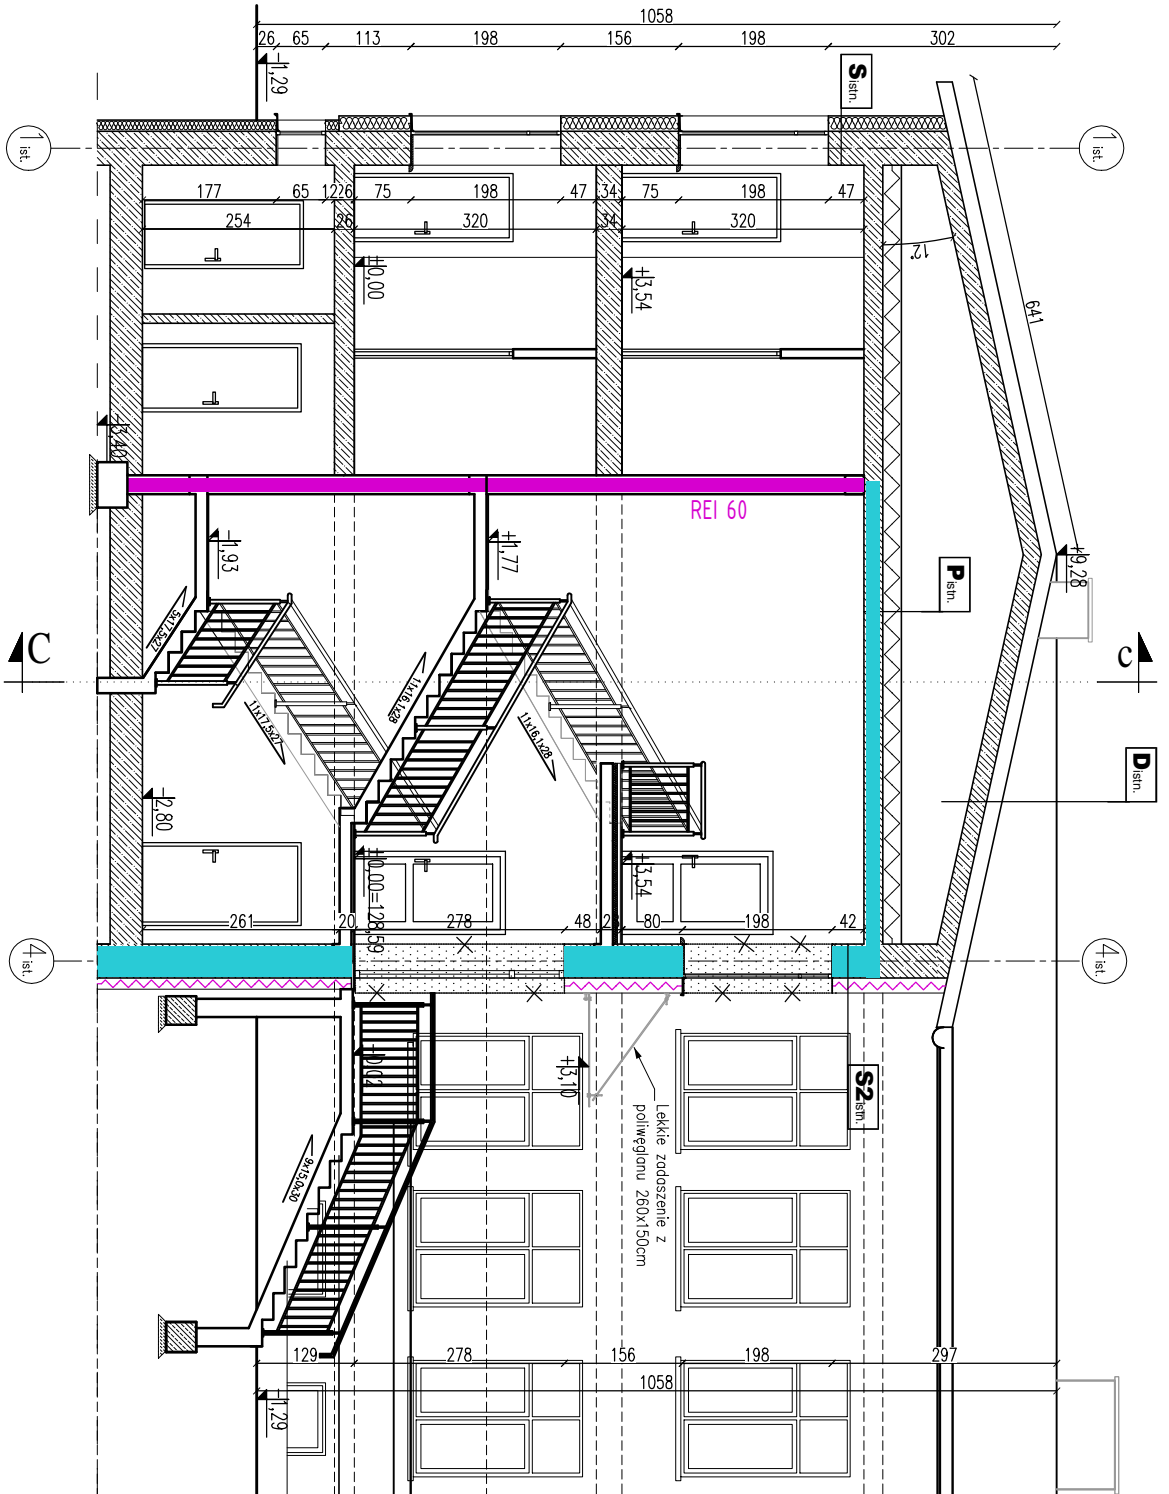 1058
26 65 113 198 156 198 302
-1,29
S istn.
1 ist.
1 ist.
177 65 12 26 75 198 47 34 75 198 47
254 26 320 34 320
12°
±0,00
+3,54
641
-3,40
REI 60
-1,93
+1,77
+9,28
P istn.
5x17,5x27
11x16,1x28
C
c
11x17,5x27
11x16,1x28
D istn.
-2,80
±0,00=128,59
+3,54
261 20 278 48 80 198 42
4 ist.
4 ist.
+3,10
S2 istn.
Lekkie zadaszenie z
poliwęglanu 260x150cm
9x15,0x30
129 278 156 198 297
1058
-1,29